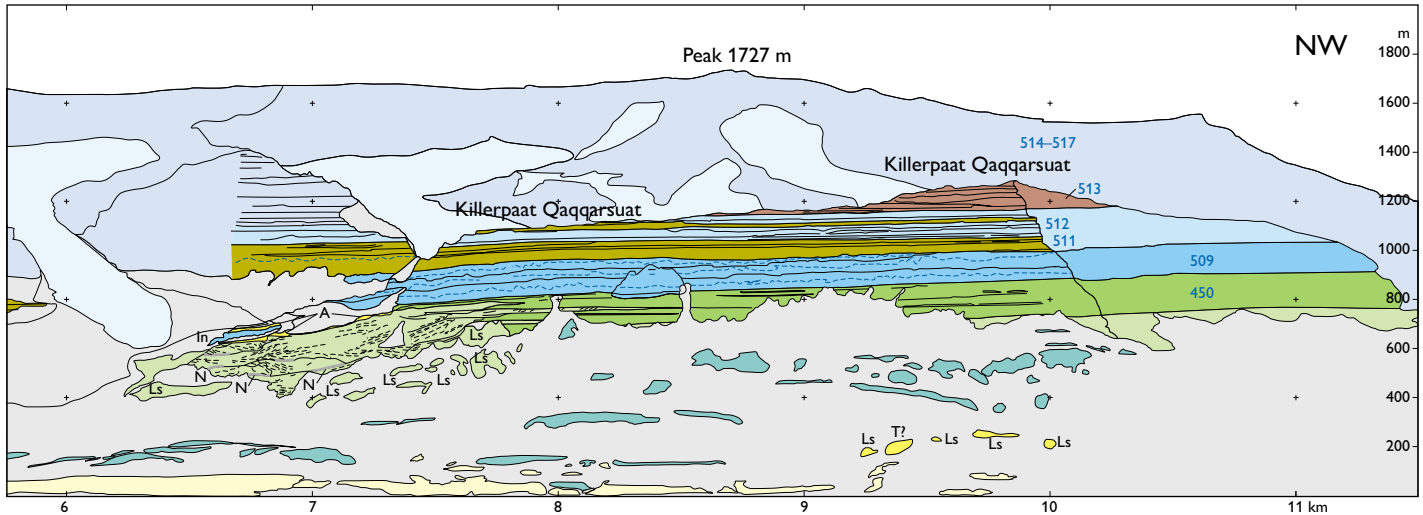 NW
m
1800
Peak 1727 m
1600
514–517
1400
Killerpaat Qaqqarsuat
513
Killerpaat Qaqqarsuat
1200
512
511
1000
509
450
800
A
In
Ls
600
Ls
N
N
N
Ls
Ls
Ls
Ls
400
T?
Ls
Ls
Ls
Ls
200
6
7
8
9
10
11 km